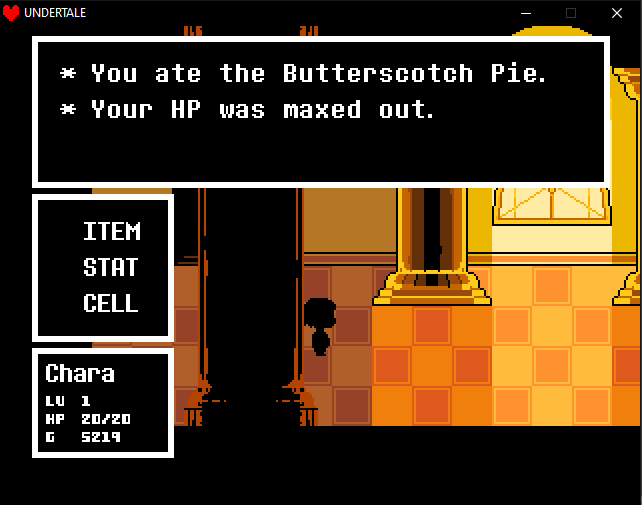 UNDERTALE
* You ate the Butterscotch Pie.
* Your HP was maxed out.
ITEM
STAT
CELL
Chara
LV 1
HP 20/20
G 5219